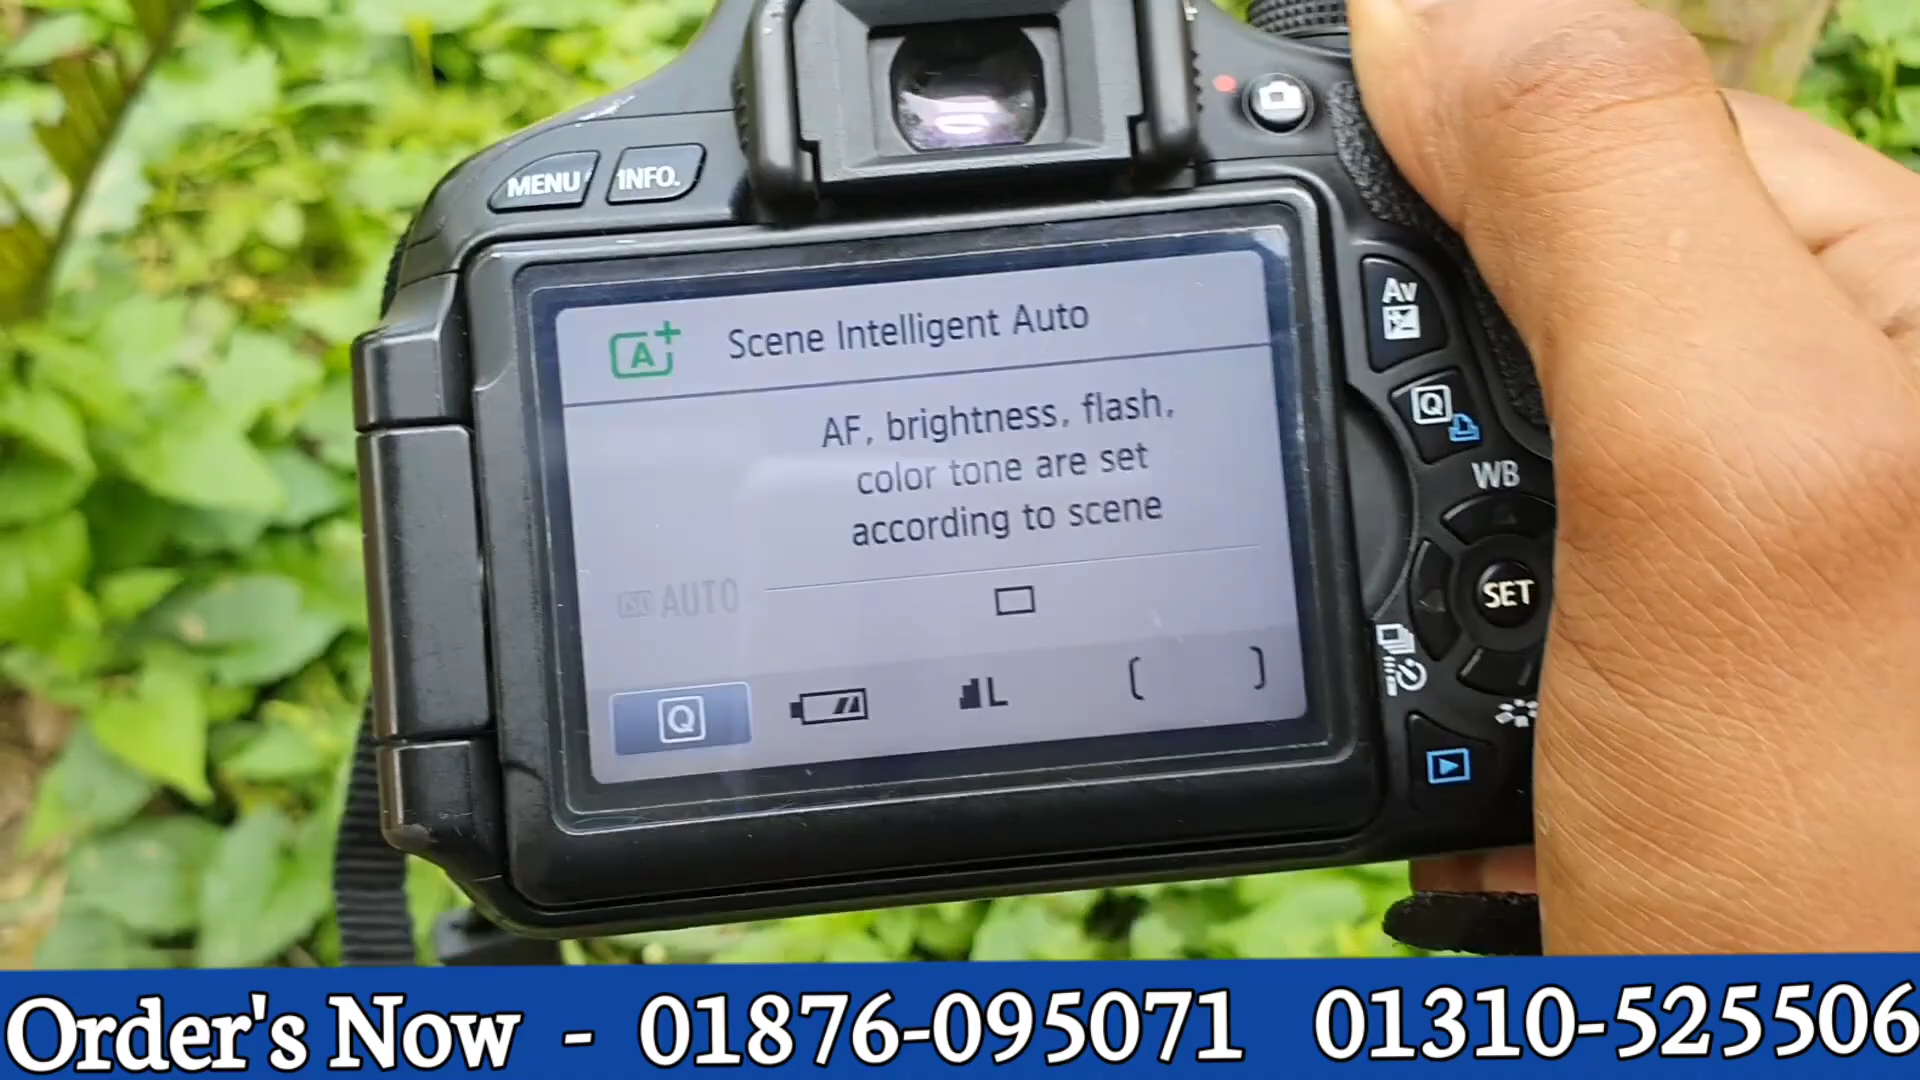 MENU INFO.
Av
A+ Scene Intelligent Auto
AF, brightness, flash,
color tone are set
according to scene
Q
WB
ISO AUTO
SET
Q L [ ]
Order's Now - 01876-095071 01310-525506